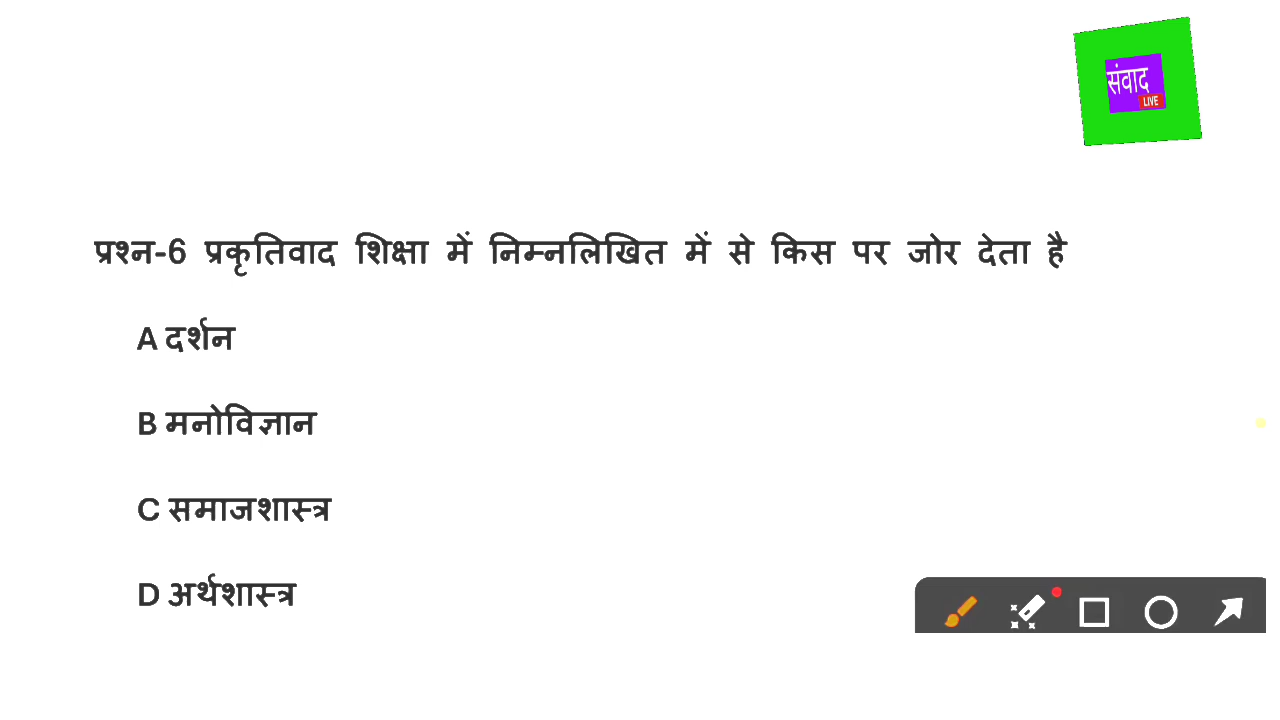 संवाद
LIVE
प्रश्न-6 प्रकृतिवाद शिक्षा में निम्नलिखित में से किस पर जोर देता है
A दर्शन
B मनोविज्ञान
C समाजशास्त्र
D अर्थशास्त्र